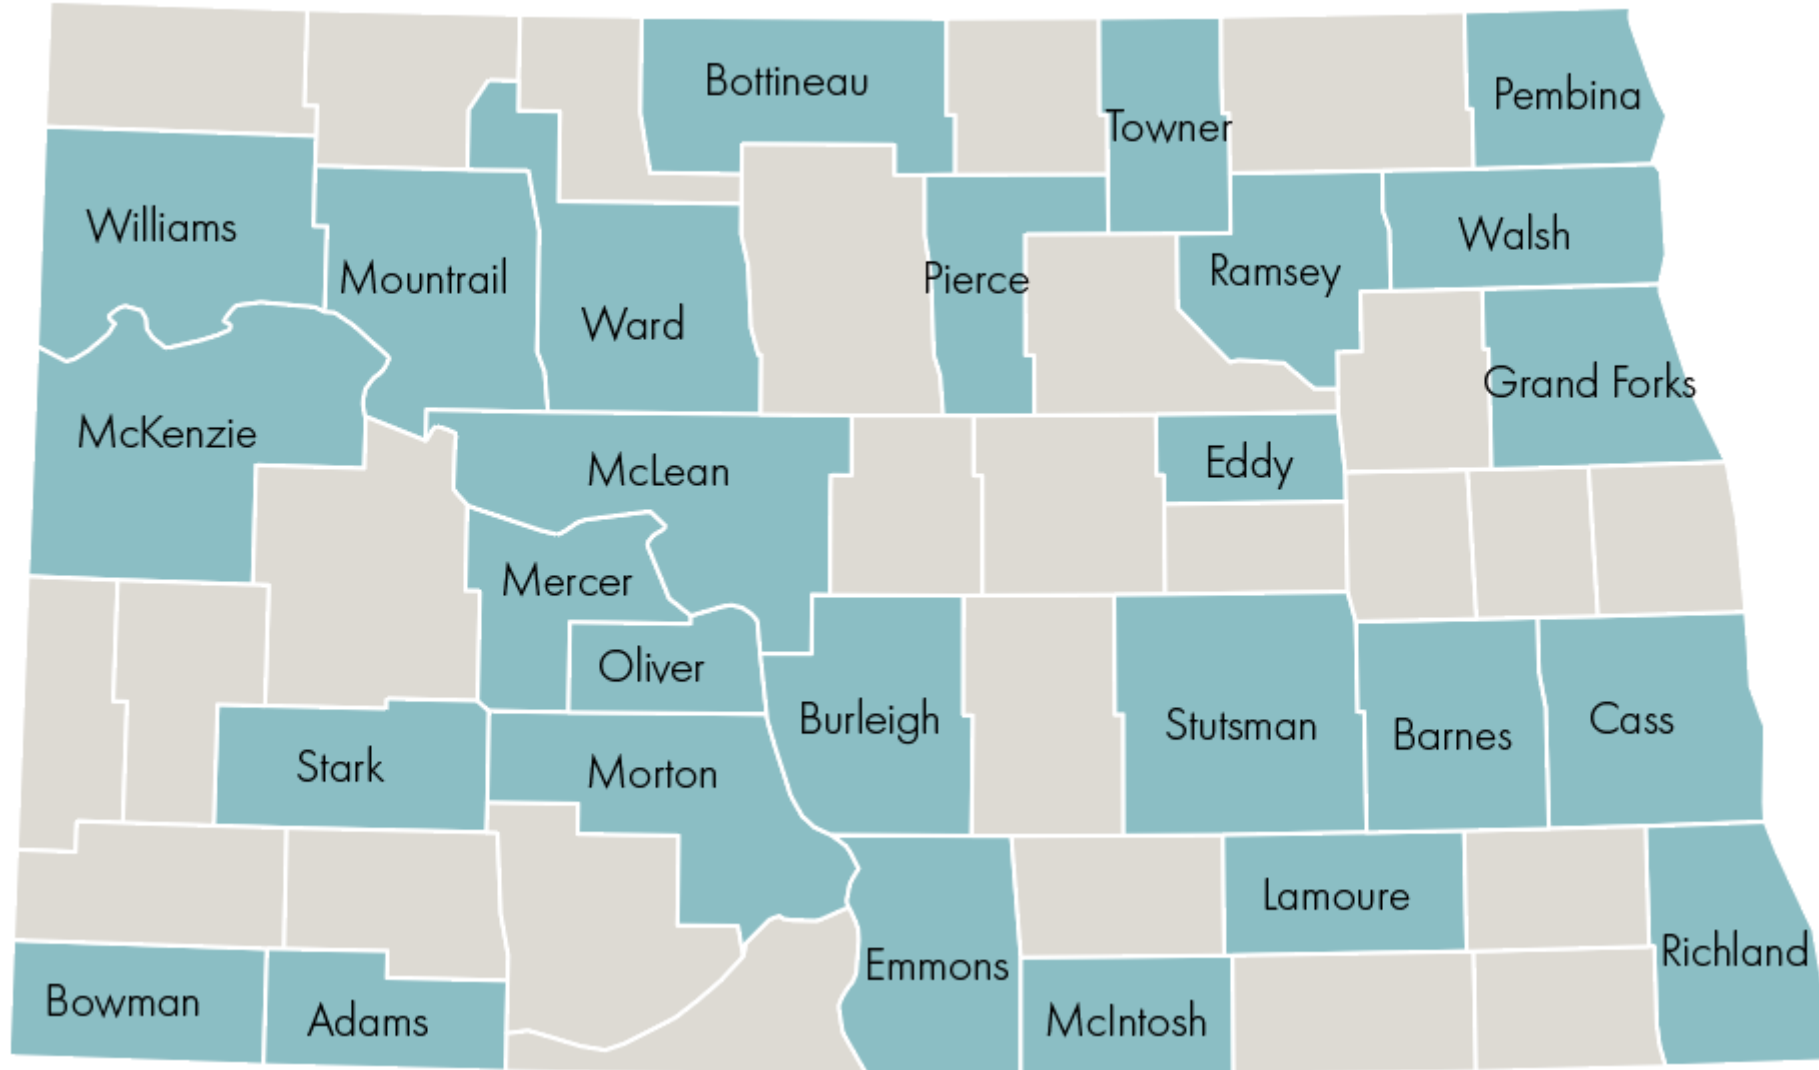 Bottineau
Pembina
Towner
Williams
Walsh
Mountrail
Pierce
Ramsey
Ward
Grand Forks
McKenzie
McLean
Eddy
Mercer
Oliver
Burleigh
Stutsman
Barnes
Cass
Stark
Morton
Lamoure
Emmons
Richland
Bowman
Adams
McIntosh